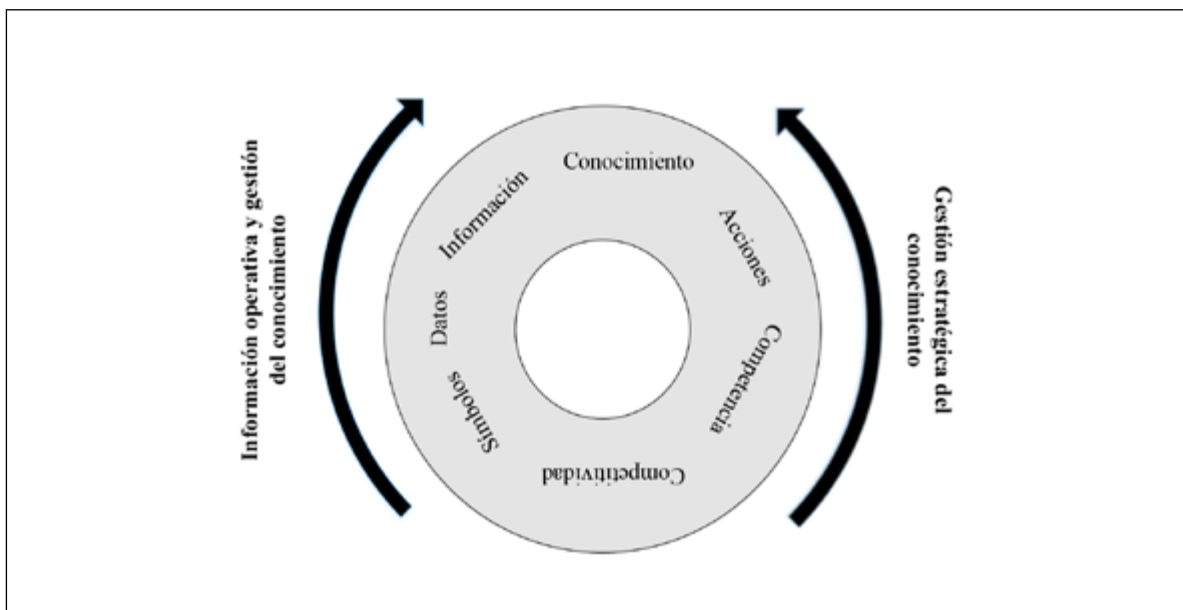 Información operativa y gestión
del conocimiento
Símbolos
Datos
Información
Conocimiento
Acciones
Competencia
Competitividad
Gestión estratégica del
conocimiento